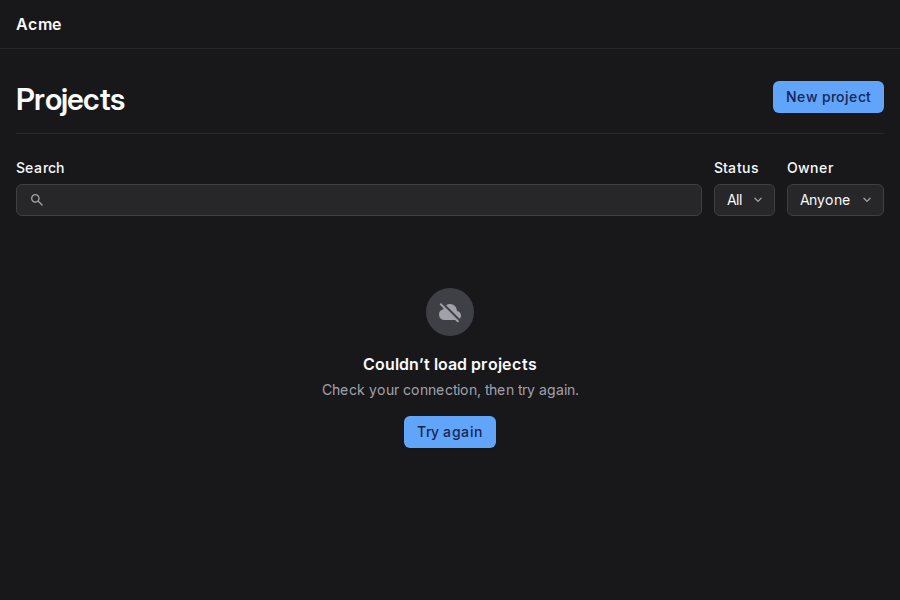 Acme
Projects
New project
Search
Status
Owner
All
Anyone
Couldn’t load projects
Check your connection, then try again.
Try again